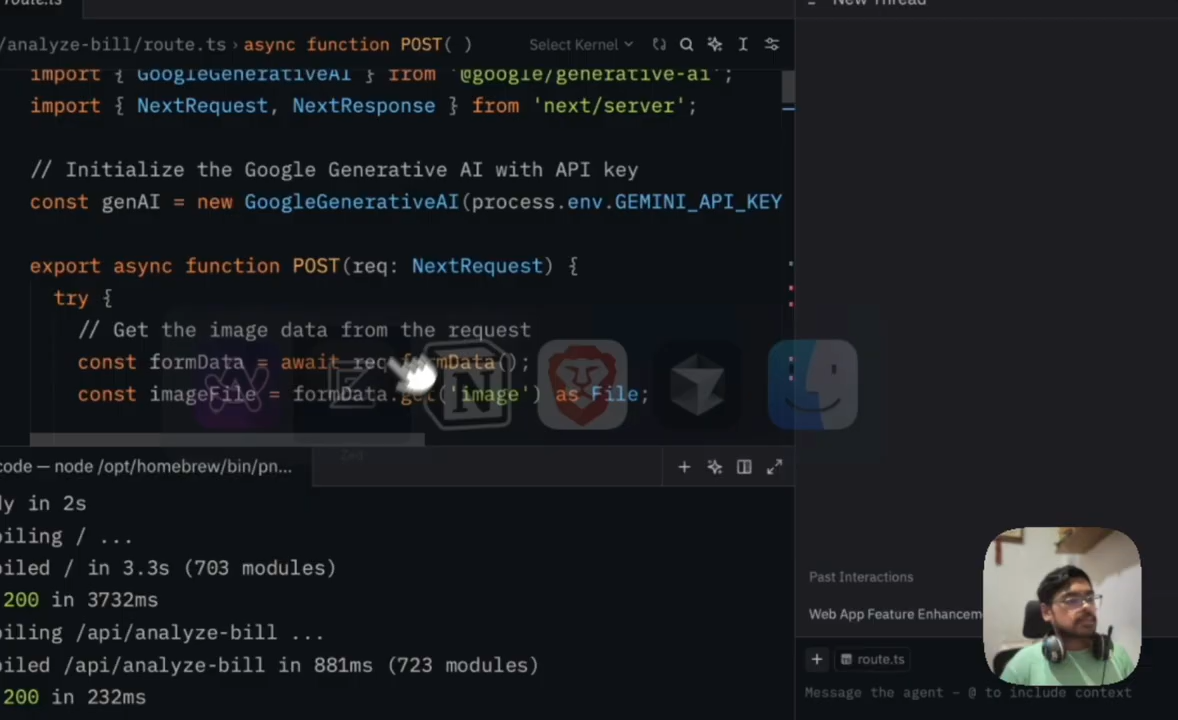 route.ts
New Thread
/analyze-bill/route.ts › async function POST( )
Select Kernel
import { GoogleGenerativeAI } from '@google/generative-ai';
import { NextRequest, NextResponse } from 'next/server';
// Initialize the Google Generative AI with API key
const genAI = new GoogleGenerativeAI(process.env.GEMINI_API_KEY
export async function POST(req: NextRequest) {
try {
// Get the image data from the request
const formData = await req.formData();
const imageFile = formData.get('image') as File;
Zed
code — node /opt/homebrew/bin/pn...
dy in 2s
piling / ...
piled / in 3.3s (703 modules)
200 in 3732ms
piling /api/analyze-bill ...
piled /api/analyze-bill in 881ms (723 modules)
200 in 232ms
Past Interactions
Web App Feature Enhancem
route.ts
Message the agent – @ to include context